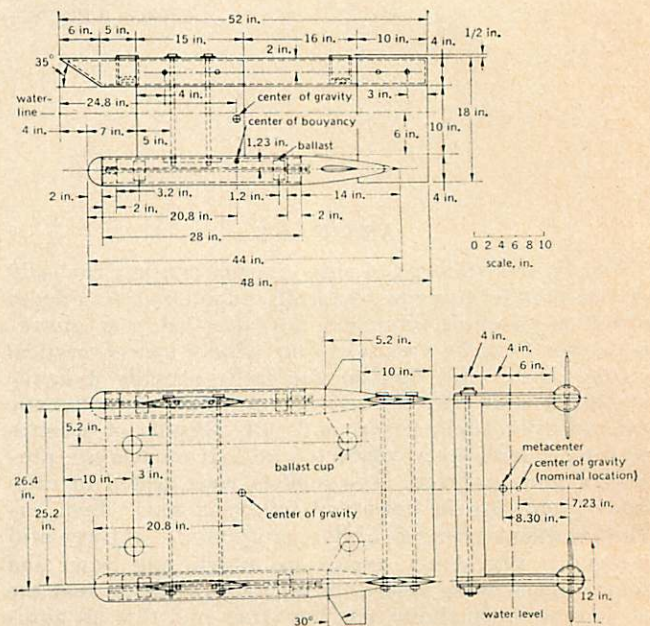 52 in.
6 in. 5 in. 15 in. 16 in. 10 in. 4 in. 1/2 in.
2 in.
35°
24.8 in. 4 in. center of gravity 3 in. 18 in.
water-
line
4 in. 7 in. center of bouyancy 6 in. 10 in.
5 in. 1.23 in. ballast
3.2 in. 1.2 in. 14 in.
2 in. 2 in. 20.8 in. 2 in. 4 in.
28 in.
0 2 4 6 8 10
scale, in.
44 in.
48 in.
5.2 in. 4 in. 4 in. 6 in.
10 in.
5.2 in.
26.4
in.
25.2
in.
10 in. 3 in. ballast cup metacenter
center of gravity
(nominal location)
20.8 in. center of gravity 7.23 in.
8.30 in.
12 in.
30° water level